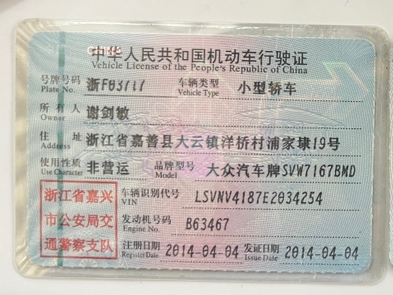 中华人民共和国机动车行驶证
Vehicle License of the People's Republic of China
号牌号码 浙F03717 车辆类型 小型轿车
Plate No. Vehicle Type
所有人 谢剑敏
Owner
住址 浙江省嘉善县大云镇洋桥村浦家埭19号
Address
使用性质 非营运 品牌型号 大众汽车牌SVW7167BMD
Use Character Model
浙江省嘉兴
市公安局交
通警察支队
车辆识别代号 LSVNV4187E2034254
VIN
发动机号码 B63467
Engine No.
注册日期 2014-04-04 发证日期 2014-04-04
Register Date Issue Date